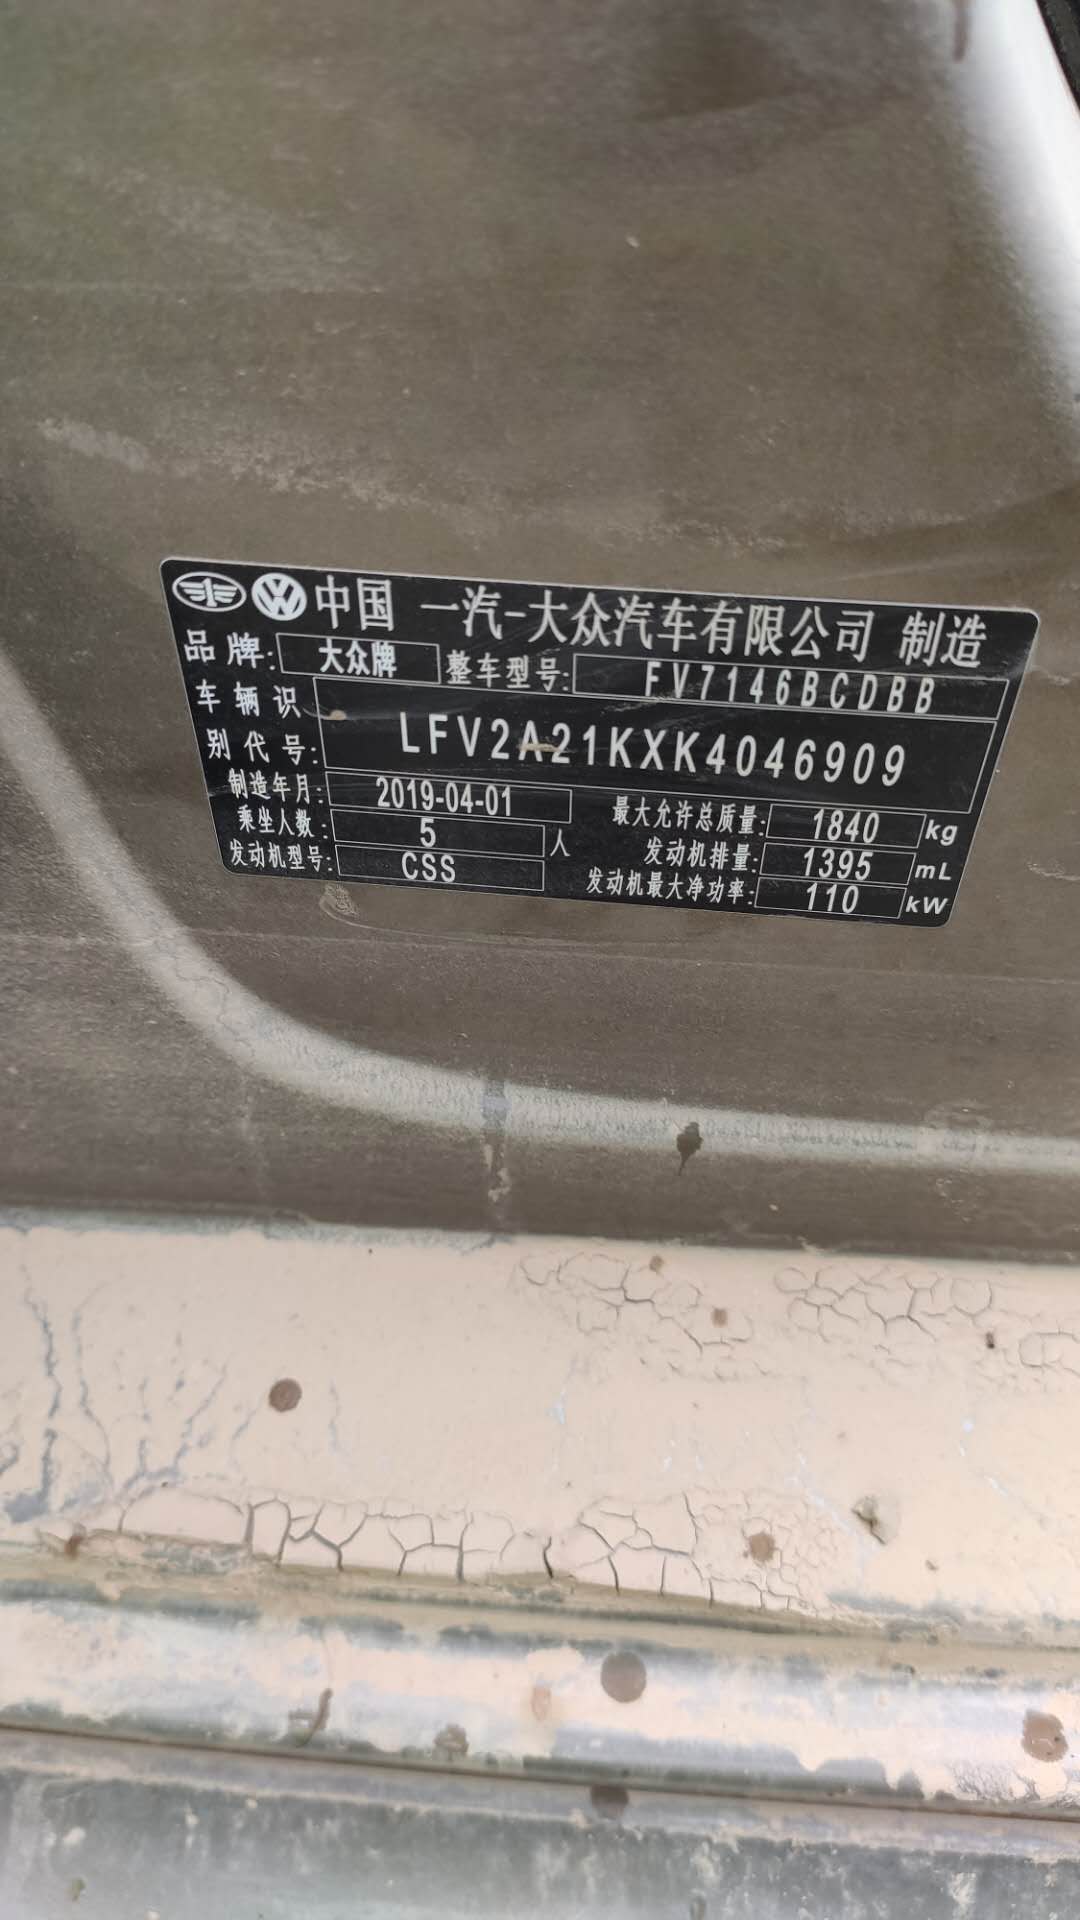 中国 一汽-大众汽车有限公司 制造
品牌: 大众牌 整车型号: FV7146BCDBB
车辆识别代号: LFV2A21KXK4046909
制造年月: 2019-04-01 最大允许总质量: 1840 kg
乘坐人数: 5 人 发动机排量: 1395 mL
发动机型号: CSS 发动机最大净功率: 110 kW